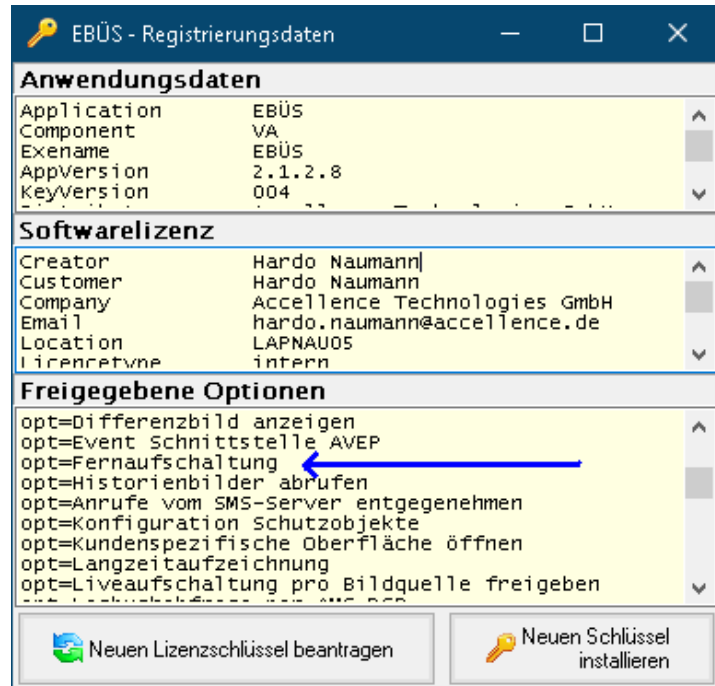 EBÜS - Registrierungsdaten
Anwendungsdaten
Application EBÜS
Component VA
Exename EBÜS
AppVersion 2.1.2.8
KeyVersion 004
Softwarelizenz
Creator Hardo Naumann
Customer Hardo Naumann
Company Accellence Technologies GmbH
Email hardo.naumann@accellence.de
Location LAPNAU05
Licencetype intern
Freigegebene Optionen
opt=Differenzbild anzeigen
opt=Event Schnittstelle AVEP
opt=Fernaufschaltung
opt=Historienbilder abrufen
opt=Anrufe vom SMS-Server entgegenehmen
opt=Konfiguration Schutzobjekte
opt=Kundenspezifische Oberfläche öffnen
opt=Langzeitaufzeichnung
opt=Liveaufschaltung pro Bildquelle freigeben
Neuen Lizenzschlüssel beantragen
Neuen Schlüssel
installieren